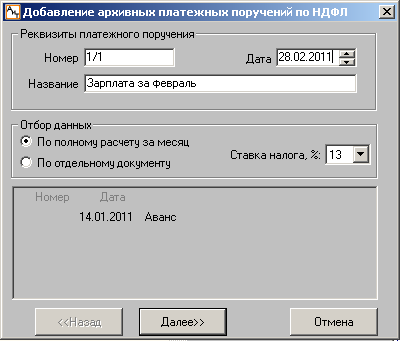 Добавление архивных платежных поручений по НДФЛ
Реквизиты платежного поручения
Номер 1/1 Дата 28.02.2011
Название Зарплата за февраль
Отбор данных
По полному расчету за месяц
Ставка налога, %: 13
По отдельному документу
Номер Дата
14.01.2011 Аванс
<<Назад Далее>> Отмена